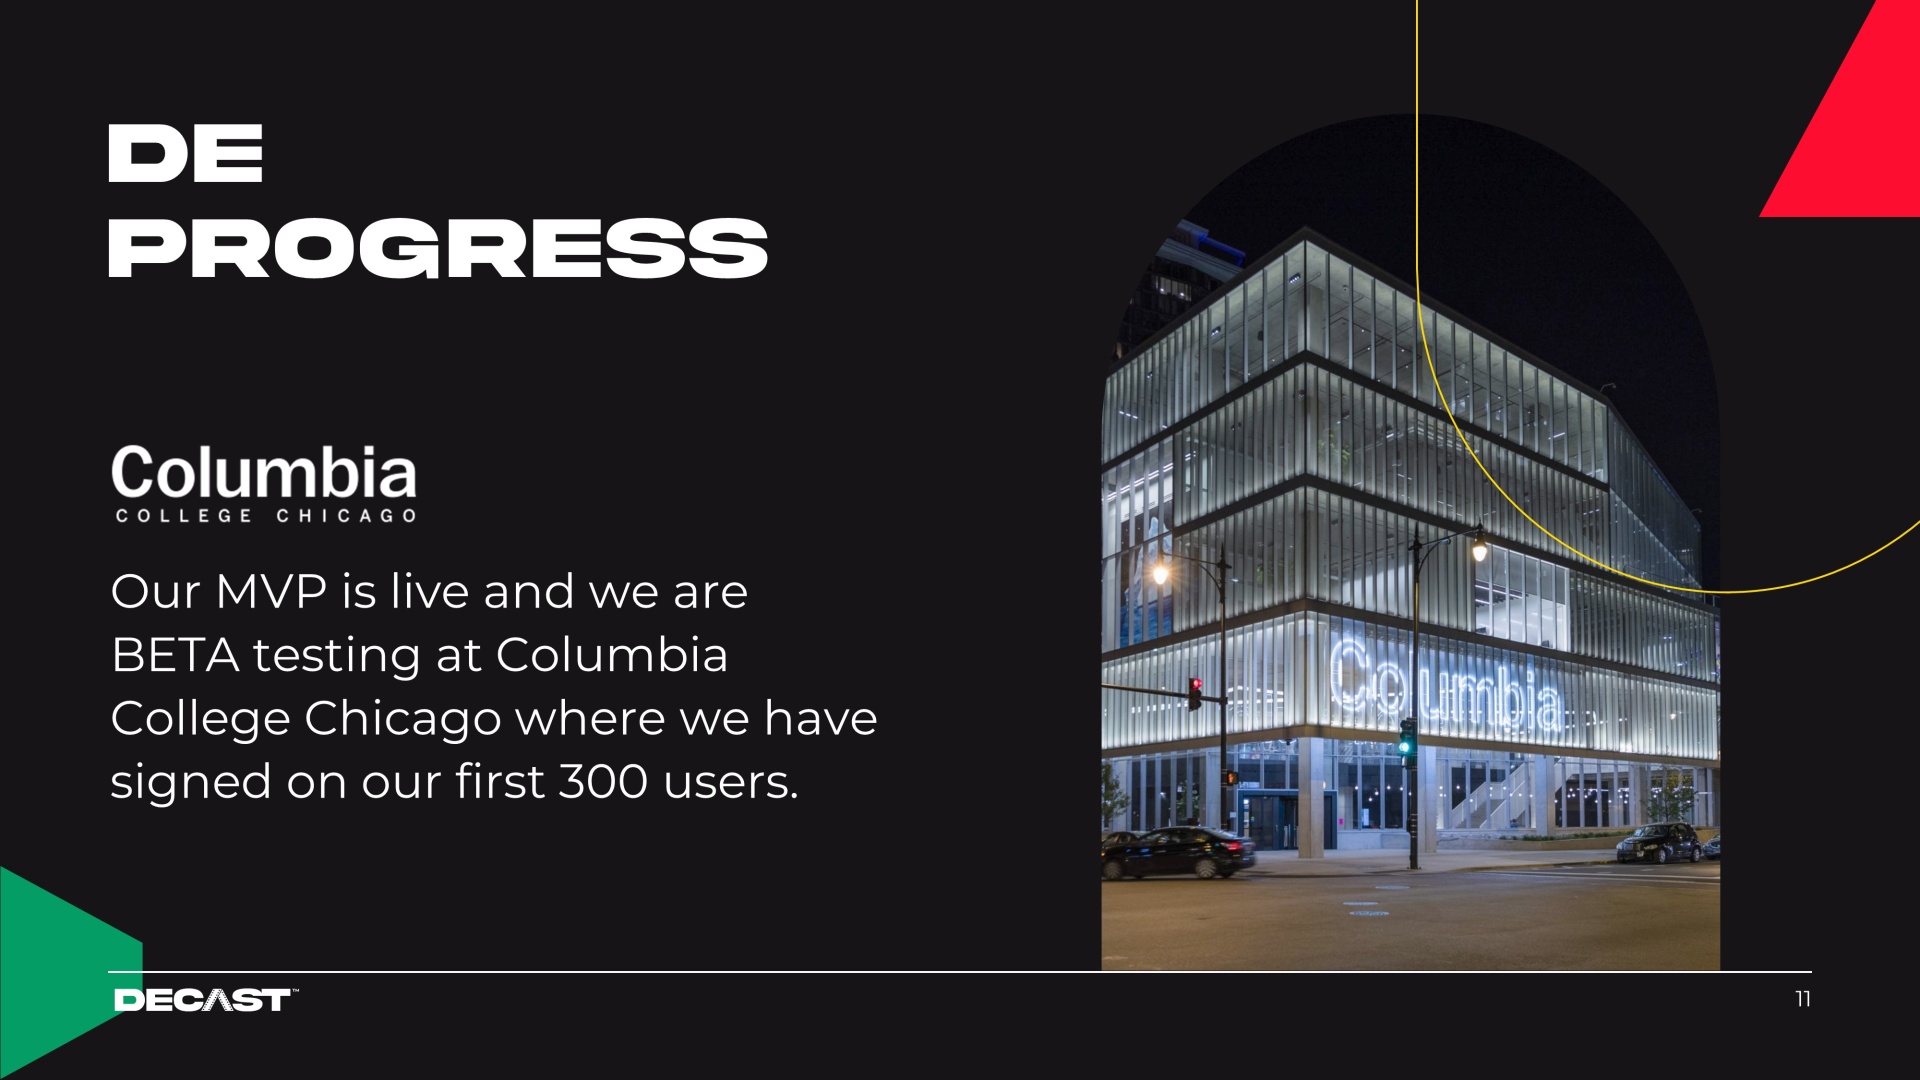 DE
PROGRESS
Columbia
COLLEGE CHICAGO
Our MVP is live and we are
BETA testing at Columbia
College Chicago where we have
signed on our first 300 users.
Columbia
DECAST™
11